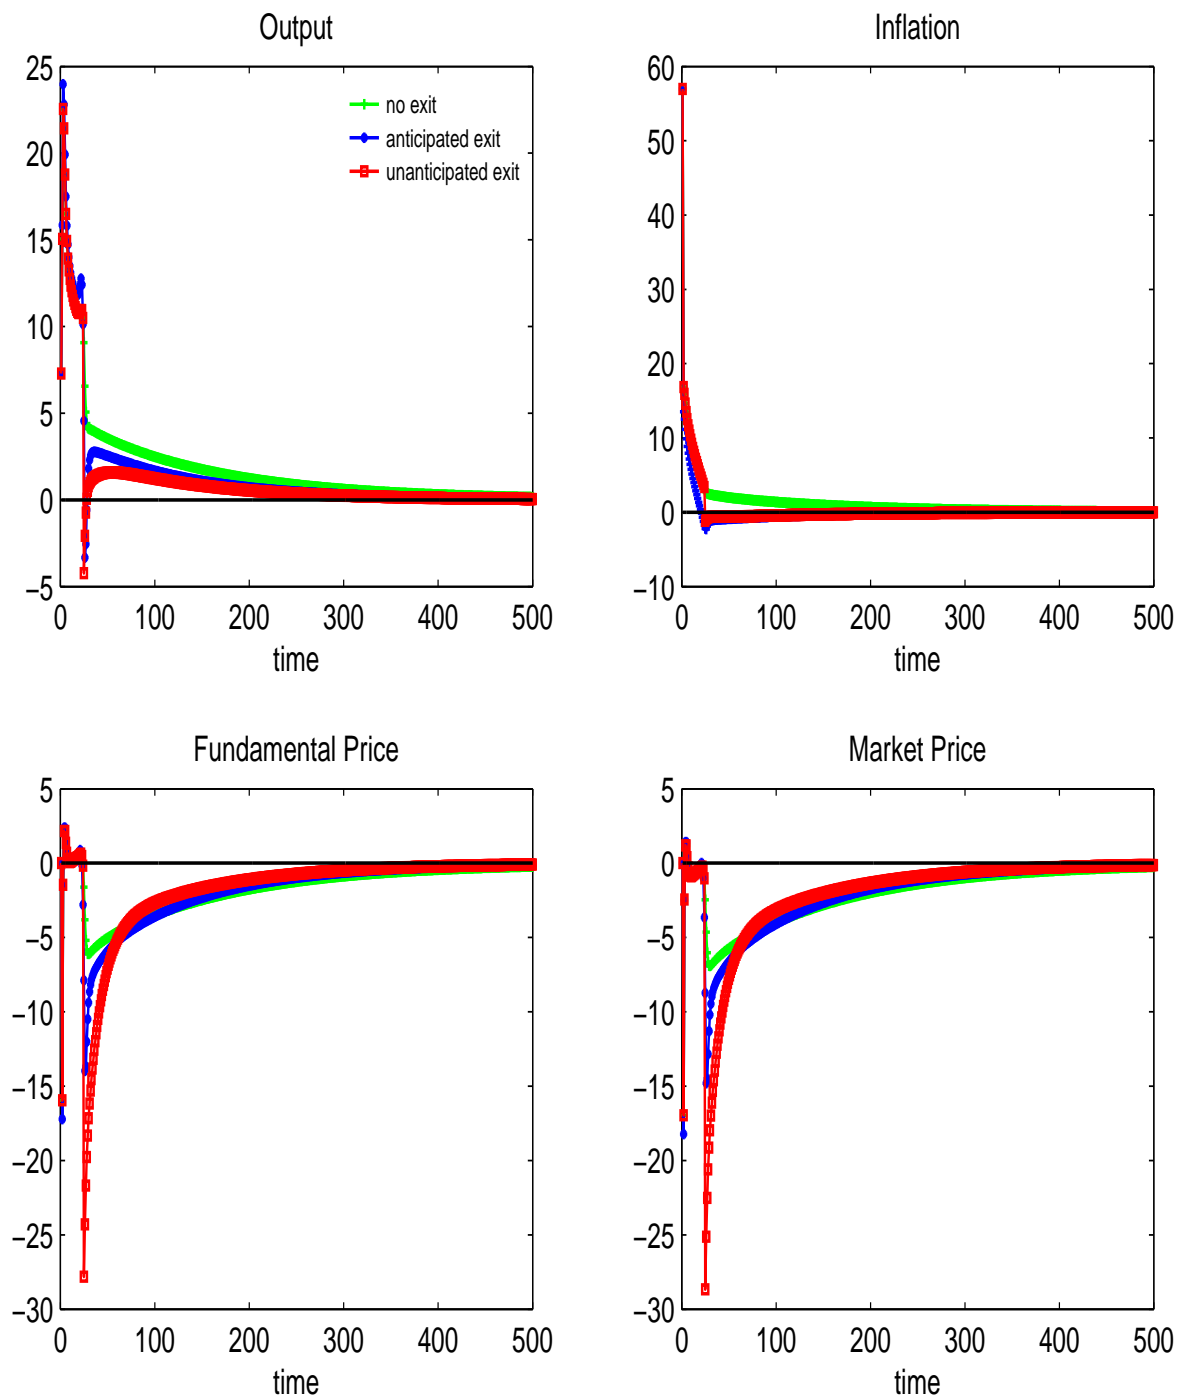 Output
25
20
15
10
5
0
−5
0 100 200 300 400 500
time
no exit
anticipated exit
unanticipated exit
Inflation
60
50
40
30
20
10
0
−10
0 100 200 300 400 500
time
Fundamental Price
5
0
−5
−10
−15
−20
−25
−30
0 100 200 300 400 500
time
Market Price
5
0
−5
−10
−15
−20
−25
−30
0 100 200 300 400 500
time